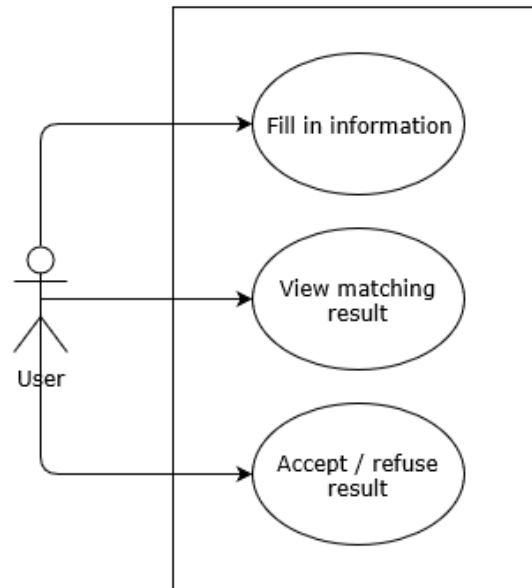 Fill in information
View matching
result
User
Accept / refuse
result